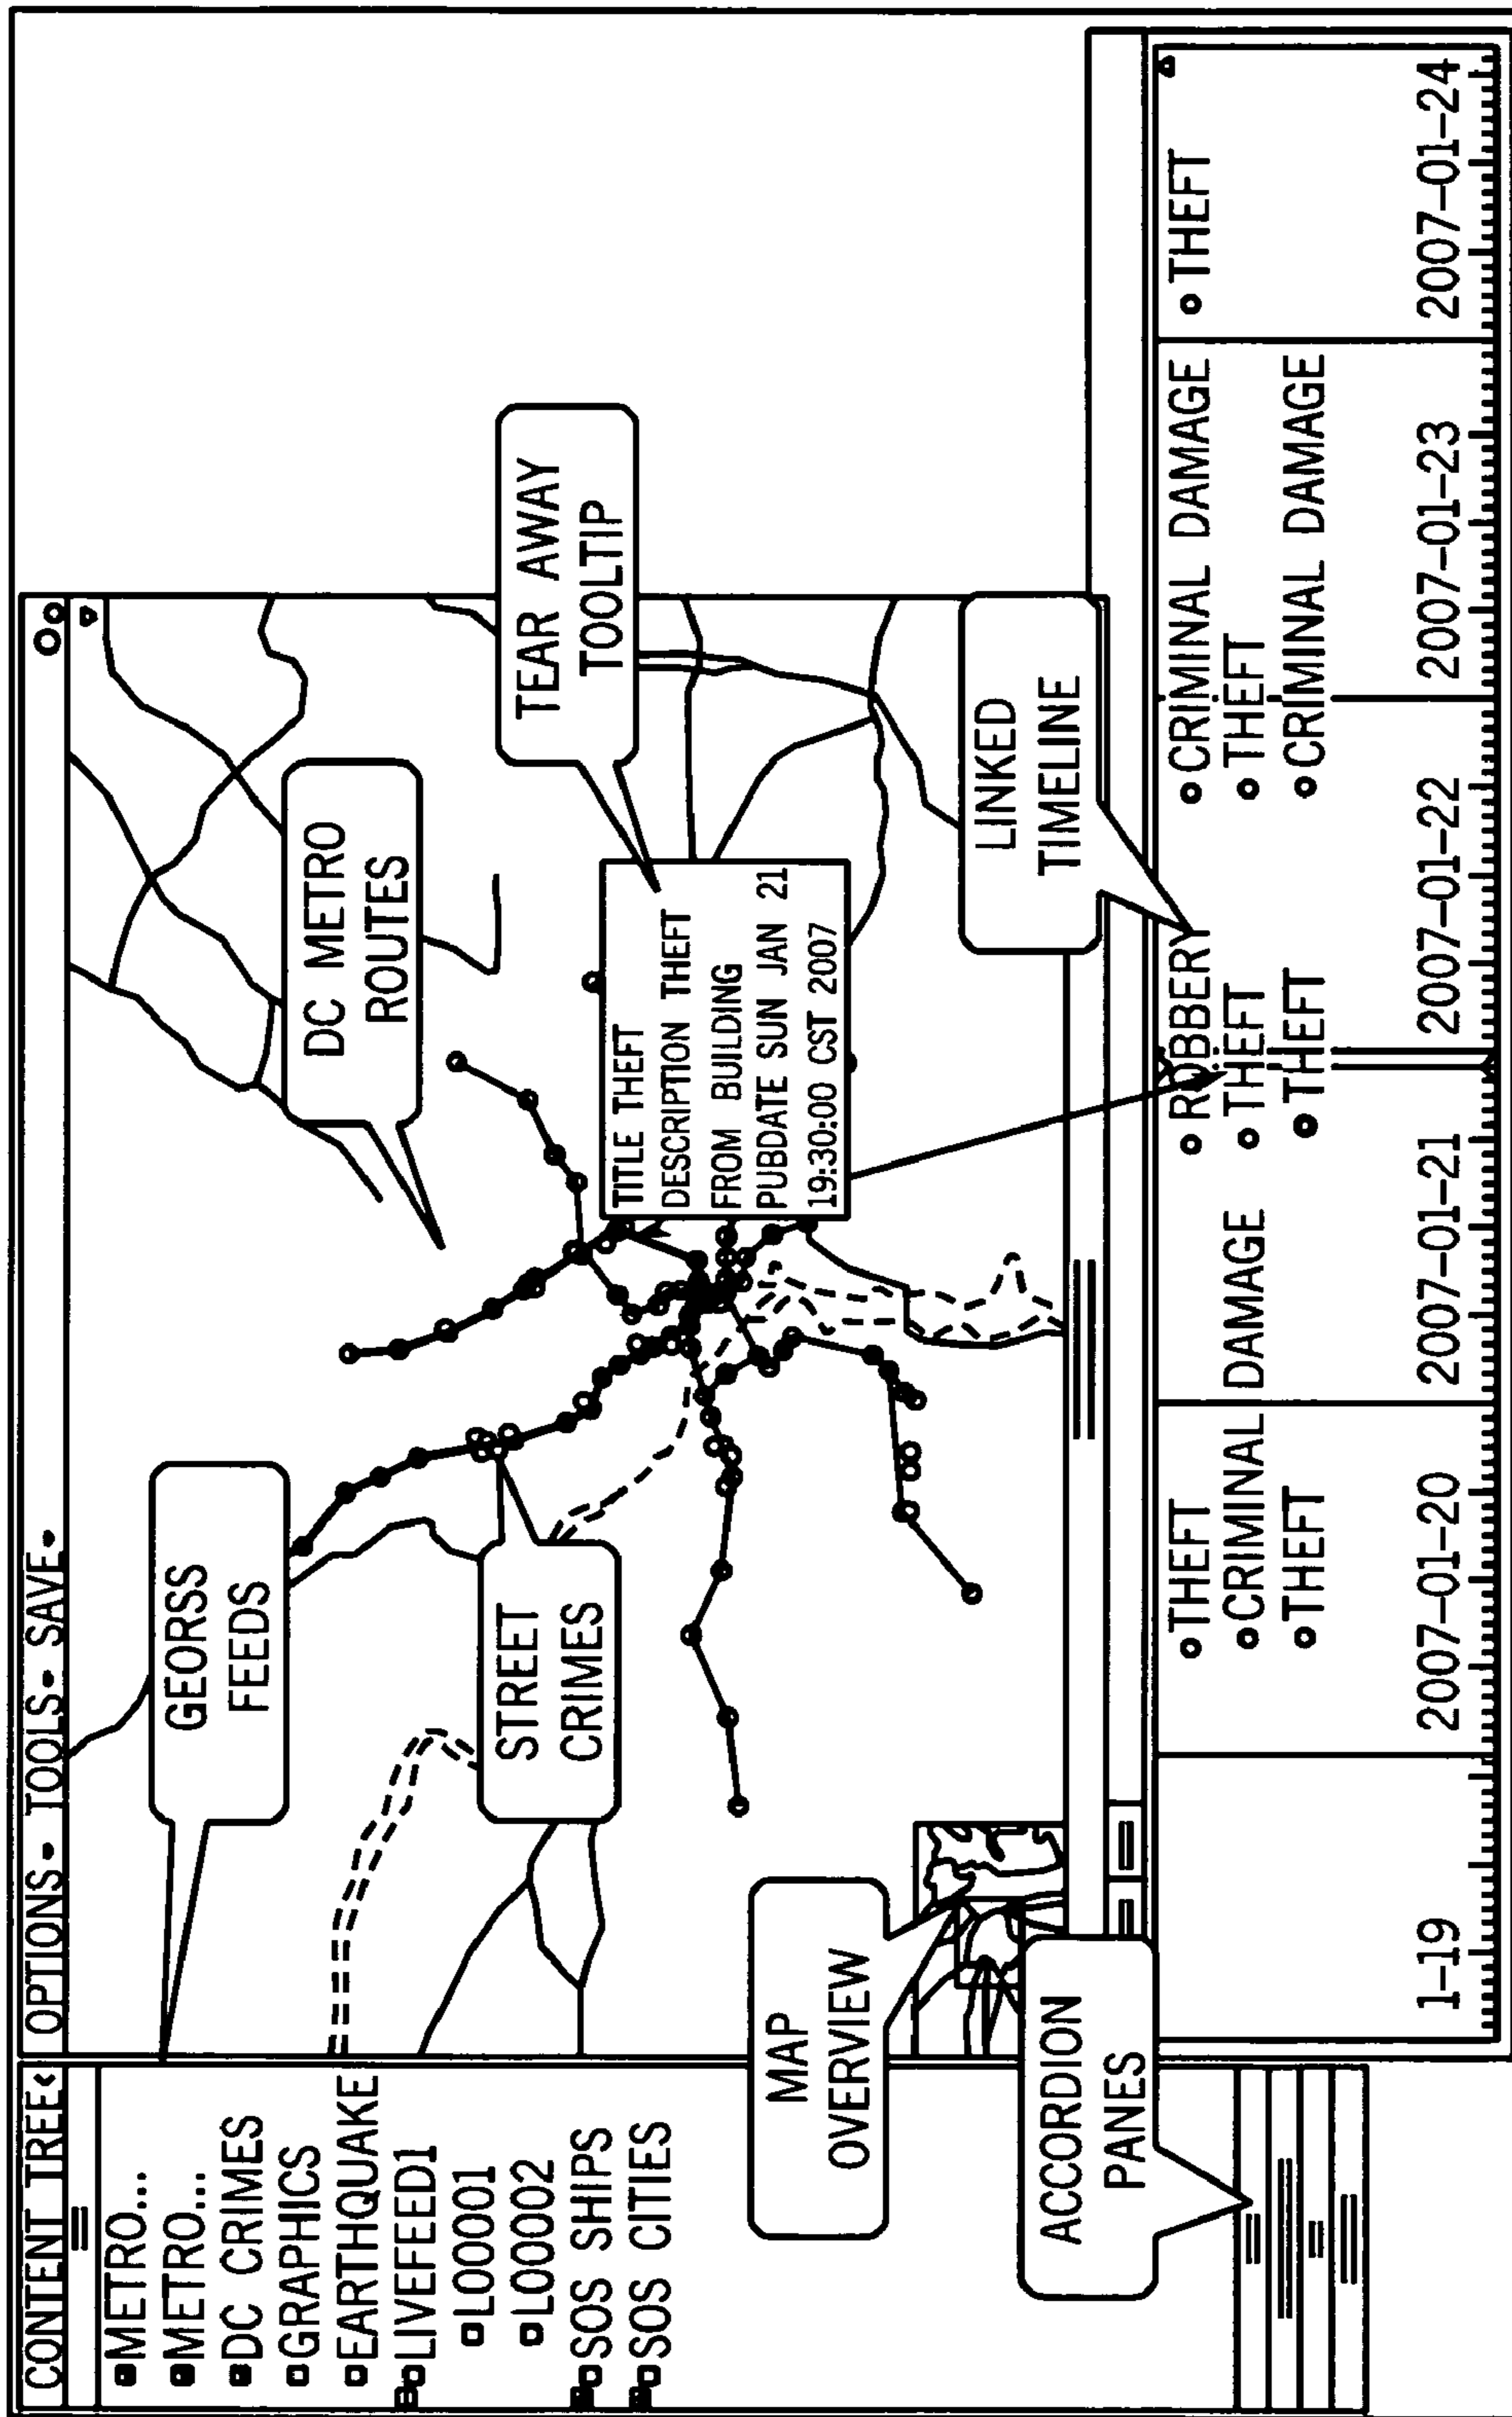 CONTENT TREE
OPTIONS TOOLS SAVE
METRO...
METRO...
DC CRIMES
GRAPHICS
EARTHQUAKE
LIVEFEED1
L00001
L00002
SOS SHIPS
SOS CITIES
GEORSS
FEEDS
DC METRO
ROUTES
STREET
CRIMES
TEAR AWAY
TOOLTIP
TITLE THEFT
DESCRIPTION THEFT
FROM BUILDING
PUBDATE SUN JAN 21
19:30:00 CST 2007
MAP
OVERVIEW
LINKED
TIMELINE
ACCORDION
PANES
THEFT ROBBERY CRIMINAL DAMAGE THEFT
CRIMINAL DAMAGE THEFT THEFT
THEFT THEFT CRIMINAL DAMAGE
1-19 2007-01-20 2007-01-21 2007-01-22 2007-01-23 2007-01-24